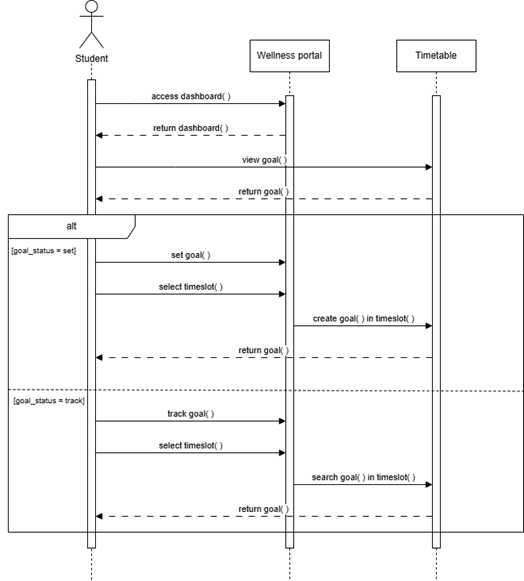 Student
Wellness portal
Timetable
access dashboard( )
return dashboard( )
view goal( )
return goal( )
alt
[goal_status = set]
set goal( )
select timeslot( )
create goal( ) in timeslot( )
return goal( )
[goal_status = track]
track goal( )
select timeslot( )
search goal( ) in timeslot( )
return goal( )